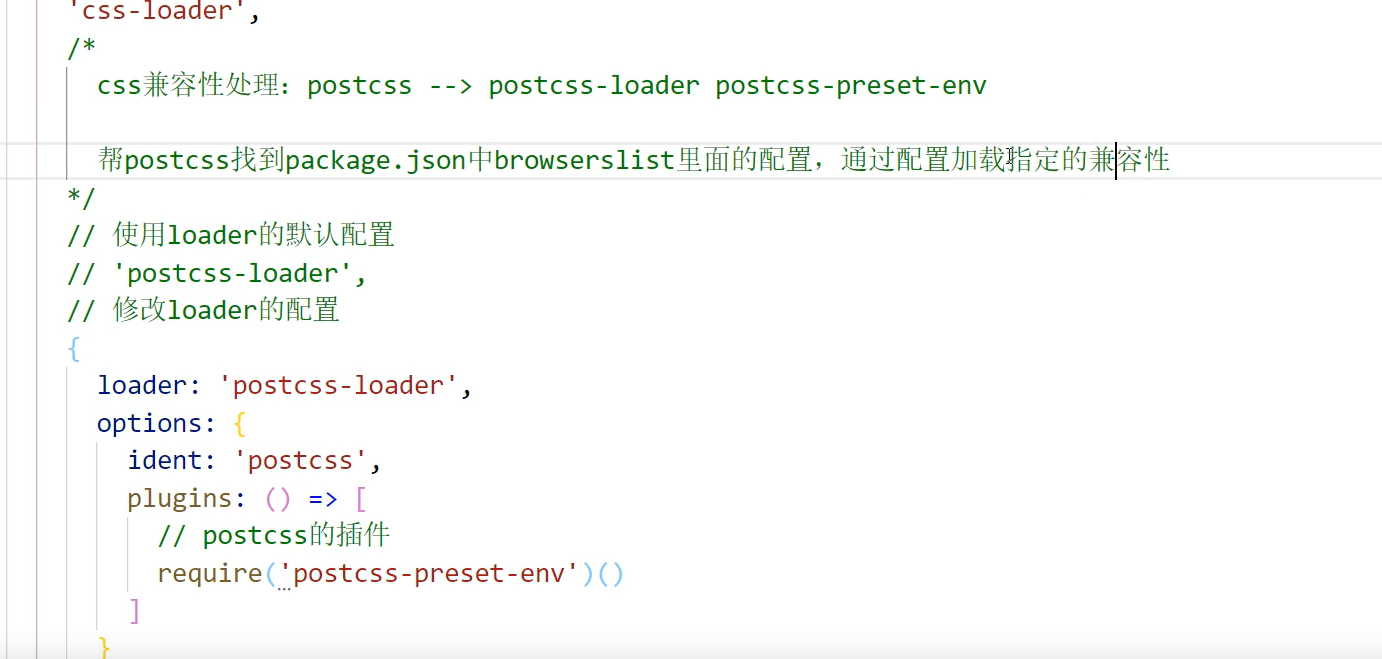 'css-loader',
/*
css兼容性处理：postcss --> postcss-loader postcss-preset-env
帮postcss找到package.json中browserslist里面的配置，通过配置加载指定的兼容性
*/
// 使用loader的默认配置
// 'postcss-loader',
// 修改loader的配置
{
loader: 'postcss-loader',
options: {
ident: 'postcss',
plugins: () => [
// postcss的插件
require('postcss-preset-env')()
]
}